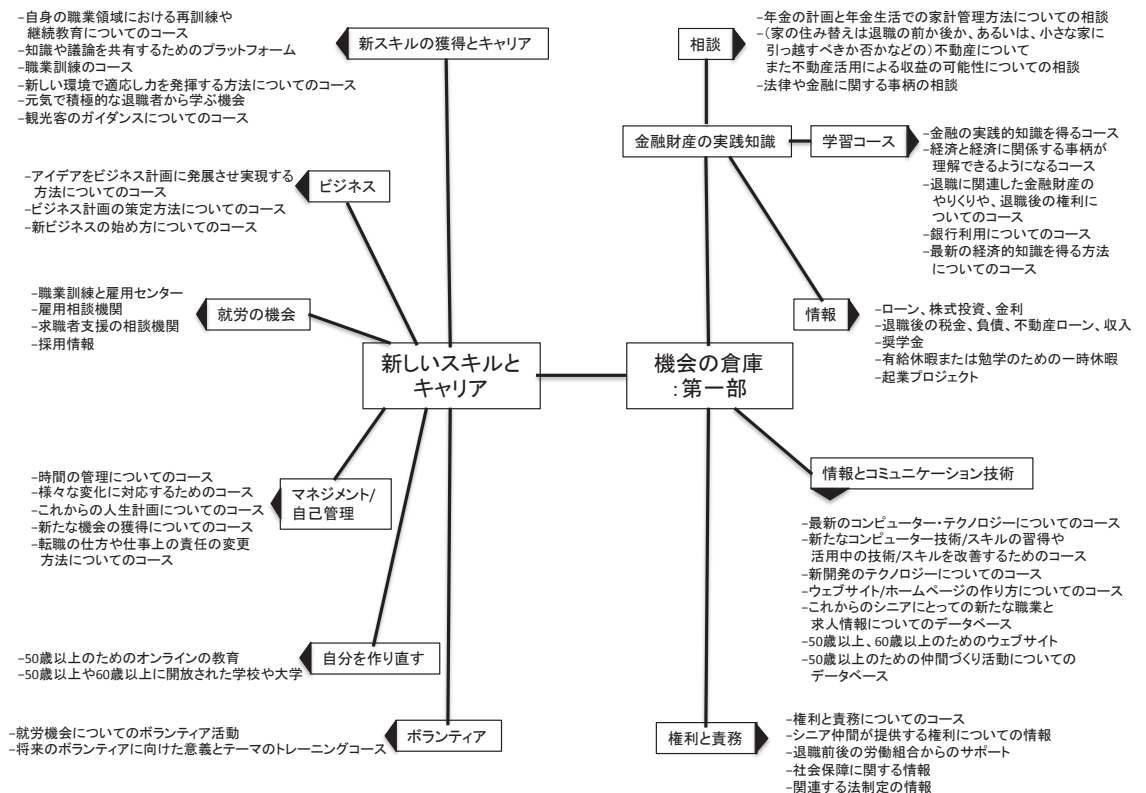 -自身の職業領域における再訓練や
継続教育についてのコース
-知識や議論を共有するためのプラットフォーム
-職業訓練のコース
-新しい環境で適応し力を発揮する方法についてのコース
-元気で積極的な退職者から学ぶ機会
-観光客のガイダンスについてのコース
新スキルの獲得とキャリア
-アイデアをビジネス計画に発展させ実現する
方法についてのコース
-ビジネス計画の策定方法についてのコース
-新ビジネスの始め方についてのコース
ビジネス
-職業訓練と雇用センター
-雇用相談機関
-求職者支援の相談機関
-採用情報
就労の機会
新しいスキルと
キャリア
-時間の管理についてのコース
-様々な変化に対応するためのコース
-これからの人生計画についてのコース
-新たな機会の獲得についてのコース
-転職の仕方や仕事上の責任の変更
方法についてのコース
マネジメント/
自己管理
-50歳以上のためのオンラインの教育
-50歳以上や60歳以上に開放された学校や大学
自分を作り直す
-就労機会についてのボランティア活動
-将来のボランティアに向けた意義とテーマのトレーニングコース
ボランティア
相談
-年金の計画と年金生活での家計管理方法についての相談
-(家の住み替えは退職の前か後か、あるいは、小さな家に
引っ越すべきか否かなどの)不動産について
また不動産活用による収益の可能性についての相談
-法律や金融に関する事柄の相談
金融財産の実践知識
学習コース
-金融の実践的知識を得るコース
-経済と経済に関係する事柄が
理解できるようになるコース
-退職に関連した金融財産の
やりくりや、退職後の権利に
ついてのコース
-銀行利用についてのコース
-最新の経済的知識を得る方法
についてのコース
情報
-ローン、株式投資、金利
-退職後の税金、負債、不動産ローン、収入
-奨学金
-有給休暇または勉学のための一時休暇
-起業プロジェクト
機会の倉庫
:第一部
情報とコミュニケーション技術
-最新のコンピューター・テクノロジーについてのコース
-新たなコンピューター技術/スキルの習得や
活用中の技術/スキルを改善するためのコース
-新開発のテクノロジーについてのコース
-ウェブサイト/ホームページの作り方についてのコース
-これからのシニアにとっての新たな職業と
求人情報についてのデータベース
-50歳以上、60歳以上のためのウェブサイト
-50歳以上のための仲間づくり活動についての
データベース
権利と責務
-権利と責務についてのコース
-シニア仲間が提供する権利についての情報
-退職前後の労働組合からのサポート
-社会保障に関する情報
-関連する法制定の情報